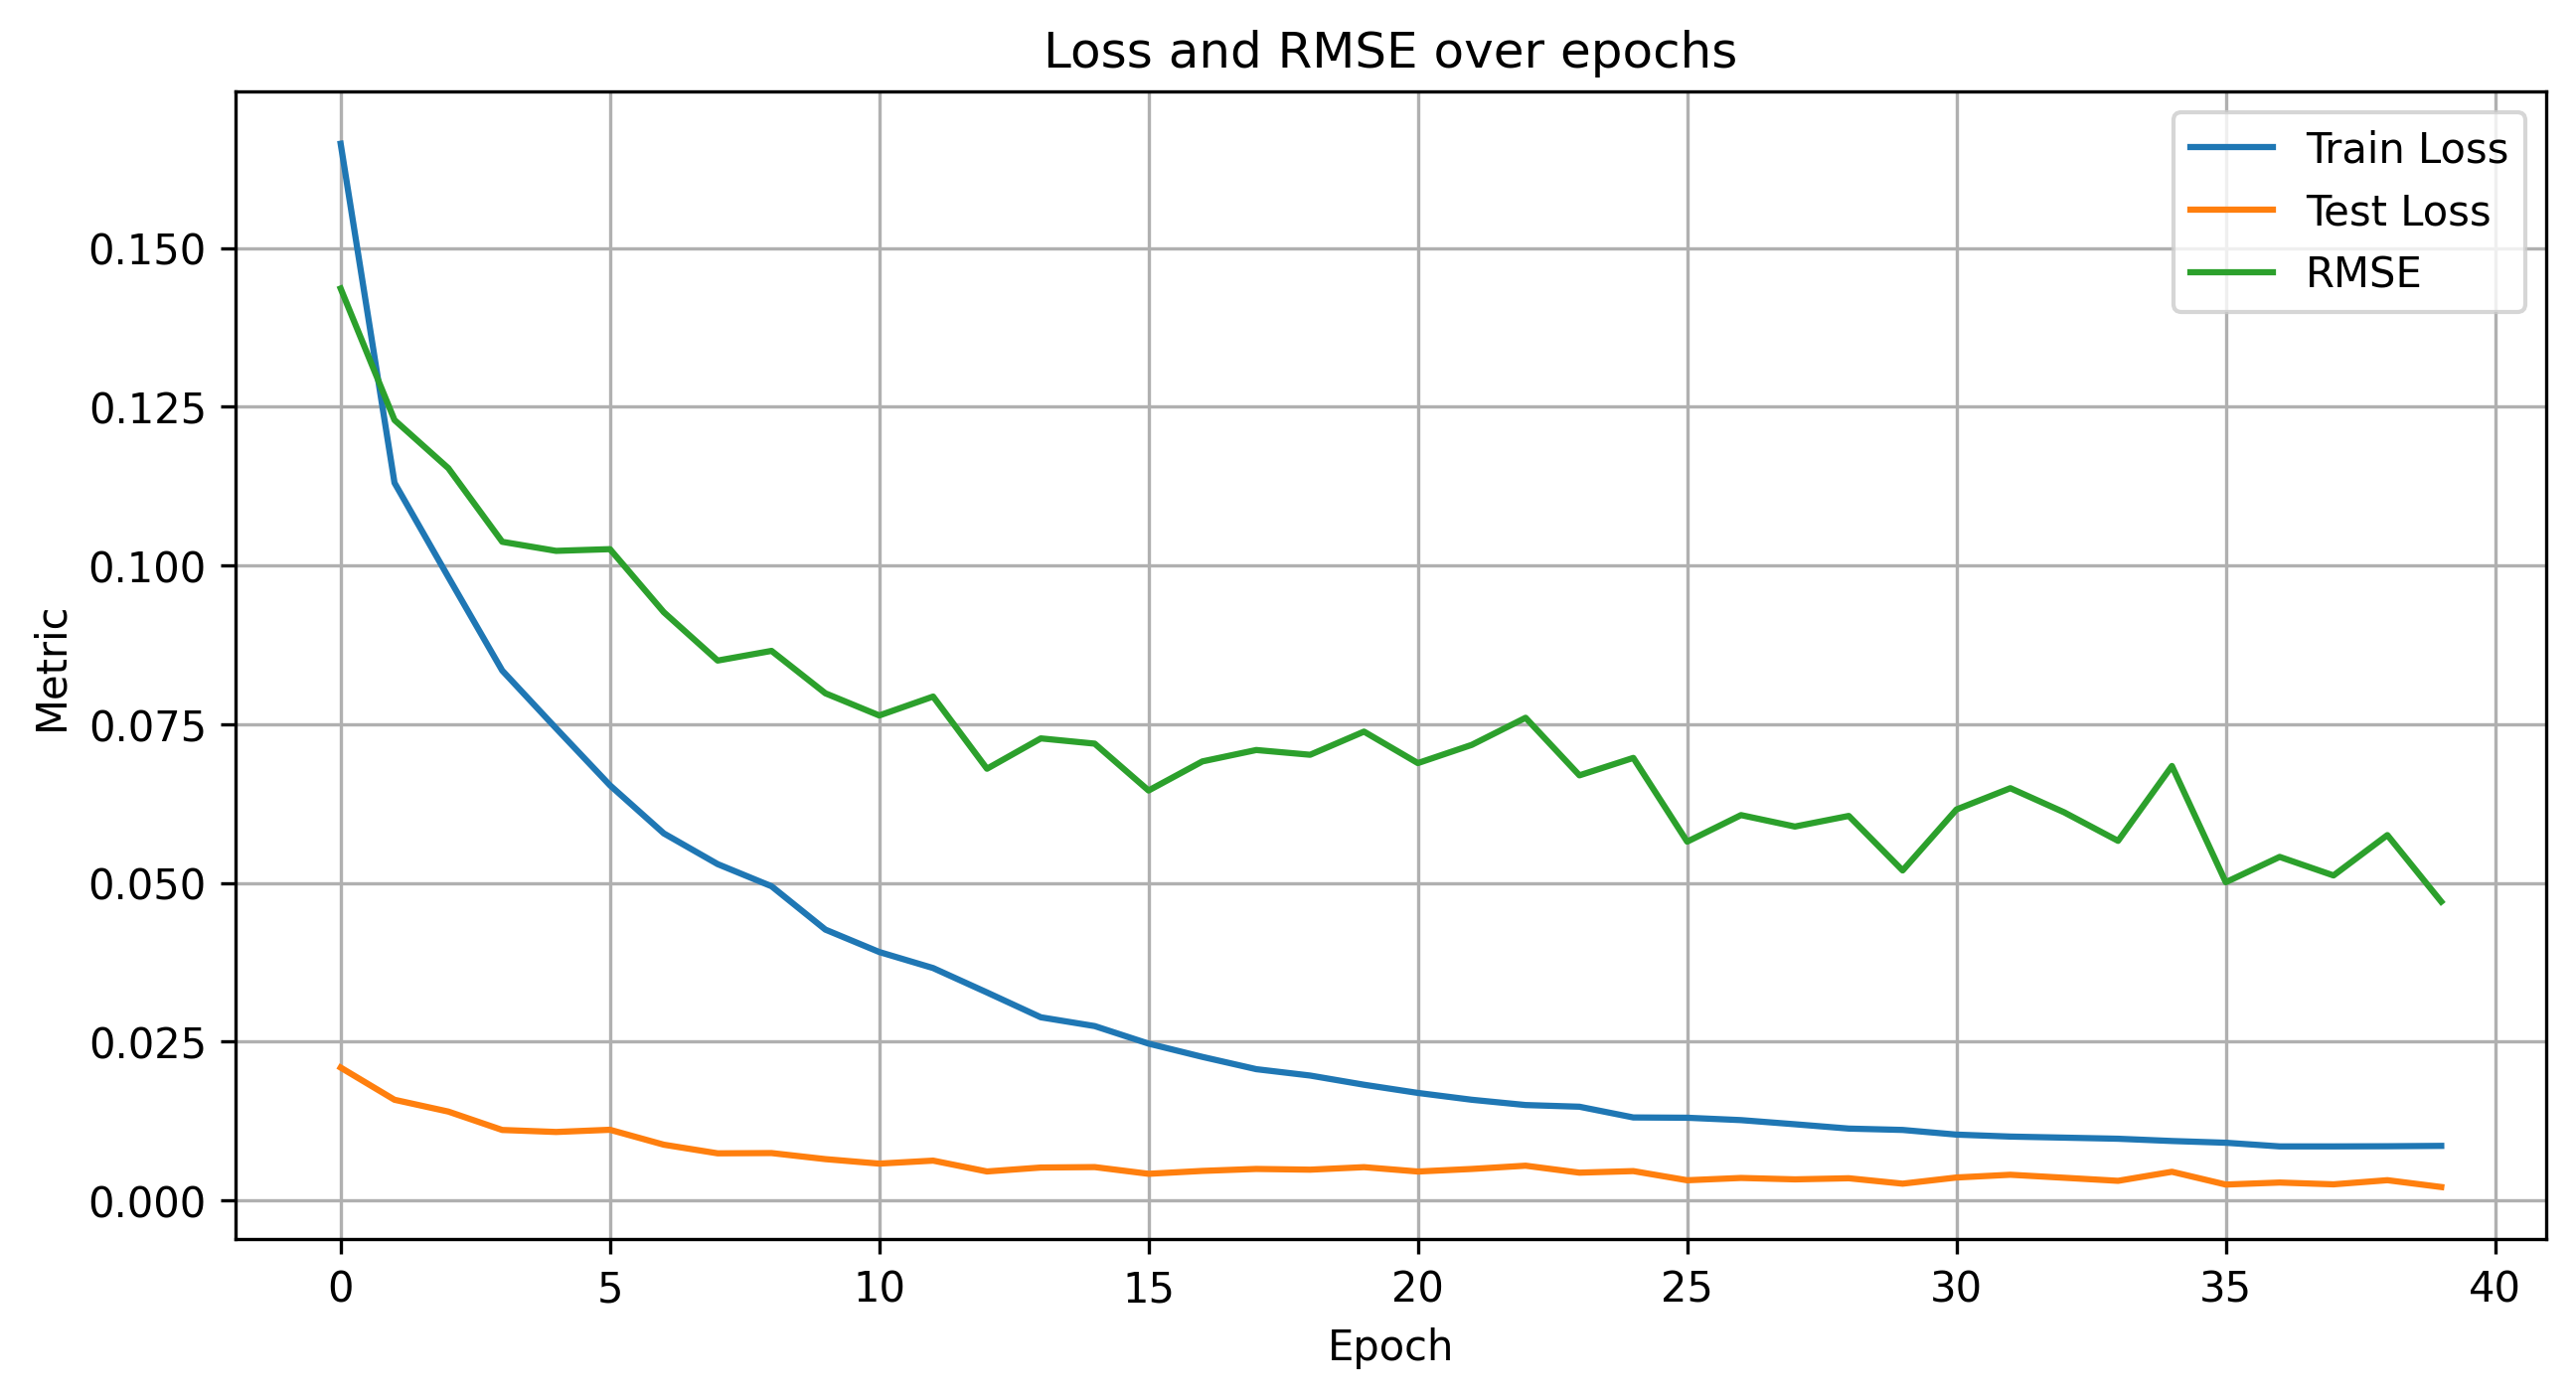 Loss and RMSE over epochs
Train Loss
Test Loss
RMSE
0.150
0.125
0.100
0.075
0.050
0.025
0.000
Metric
0 5 10 15 20 25 30 35 40
Epoch